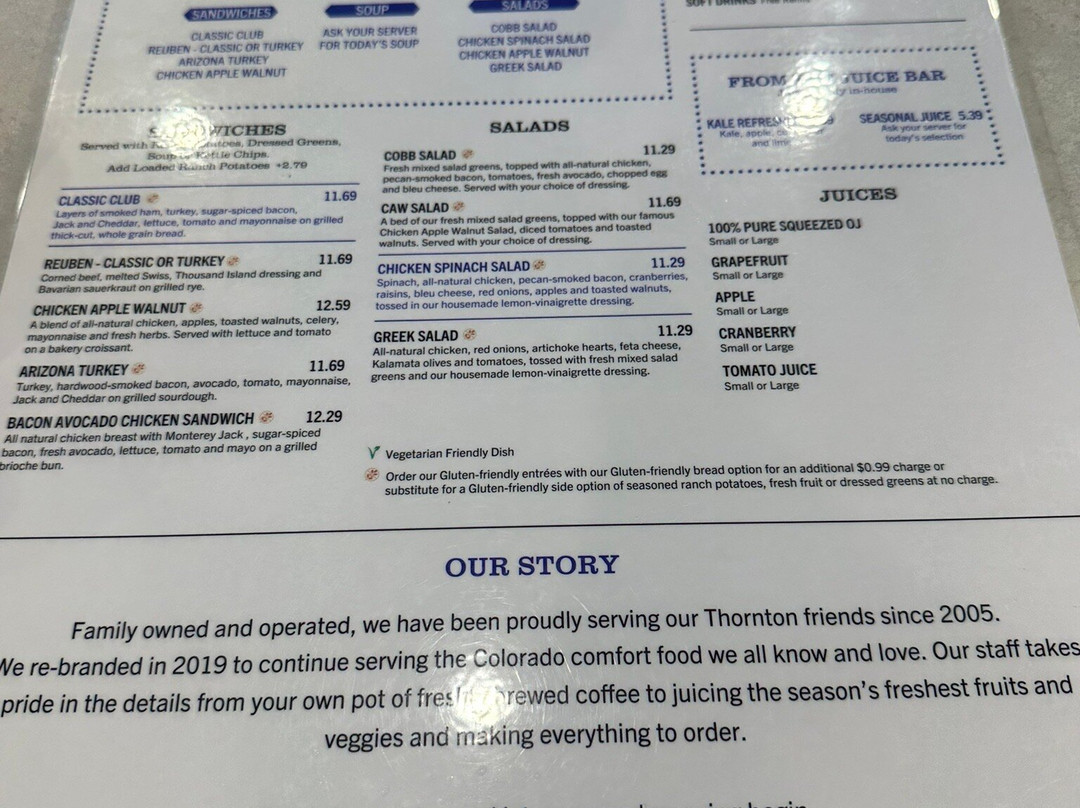 SANDWICHES
CLASSIC CLUB
REUBEN - CLASSIC OR TURKEY
ARIZONA TURKEY
CHICKEN APPLE WALNUT
SOUP
ASK YOUR SERVER
FOR TODAY'S SOUP
SALADS
COBB SALAD
CHICKEN SPINACH SALAD
CHICKEN APPLE WALNUT
GREEK SALAD
SANDWICHES
Served with Dressed Greens,
Soup or Kettle Chips.
Add Loaded Ranch Potatoes +2.79
CLASSIC CLUB 11.69
Layers of smoked ham, turkey, sugar-spiced bacon,
Jack and Cheddar, lettuce, tomato and mayonnaise on grilled
thick-cut, whole grain bread.
REUBEN - CLASSIC OR TURKEY 11.69
Corned beef, melted Swiss, Thousand Island dressing and
Bavarian sauerkraut on grilled rye.
CHICKEN APPLE WALNUT 12.59
A blend of all-natural chicken, apples, toasted walnuts, celery,
mayonnaise and fresh herbs. Served with lettuce and tomato
on a bakery croissant.
ARIZONA TURKEY 11.69
Turkey, hardwood-smoked bacon, avocado, tomato, mayonnaise,
Jack and Cheddar on grilled sourdough.
BACON AVOCADO CHICKEN SANDWICH 12.29
All natural chicken breast with Monterey Jack , sugar-spiced
bacon, fresh avocado, lettuce, tomato and mayo on a grilled
brioche bun.
SALADS
COBB SALAD 11.29
Fresh mixed salad greens, topped with all-natural chicken,
pecan-smoked bacon, tomatoes, fresh avocado, chopped egg
and bleu cheese. Served with your choice of dressing.
CAW SALAD 11.69
A bed of our fresh mixed salad greens, topped with our famous
Chicken Apple Walnut Salad, diced tomatoes and toasted
walnuts. Served with your choice of dressing.
CHICKEN SPINACH SALAD 11.29
Spinach, all-natural chicken, pecan-smoked bacon, cranberries,
raisins, bleu cheese, red onions, apples and toasted walnuts,
tossed in our housemade lemon-vinaigrette dressing.
GREEK SALAD 11.29
All-natural chicken, red onions, artichoke hearts, feta cheese,
Kalamata olives and tomatoes, tossed with fresh mixed salad
greens and our housemade lemon-vinaigrette dressing.
SOFT DRINKS
FROM JUICE BAR
in-house
KALE
Kale, apple,
and
SEASONAL JUICE 5.39
Ask your server for
today's selection
JUICES
100% PURE SQUEEZED OJ
Small or Large
GRAPEFRUIT
Small or Large
APPLE
Small or Large
CRANBERRY
Small or Large
TOMATO JUICE
Small or Large
Vegetarian Friendly Dish
Order our Gluten-friendly entrées with our Gluten-friendly bread option for an additional $0.99 charge or
substitute for a Gluten-friendly side option of seasoned ranch potatoes, fresh fruit or dressed greens at no charge.
OUR STORY
Family owned and operated, we have been proudly serving our Thornton friends since 2005.
We re-branded in 2019 to continue serving the Colorado comfort food we all know and love. Our staff takes
pride in the details from your own pot of freshly brewed coffee to juicing the season's freshest fruits and
veggies and making everything to order.